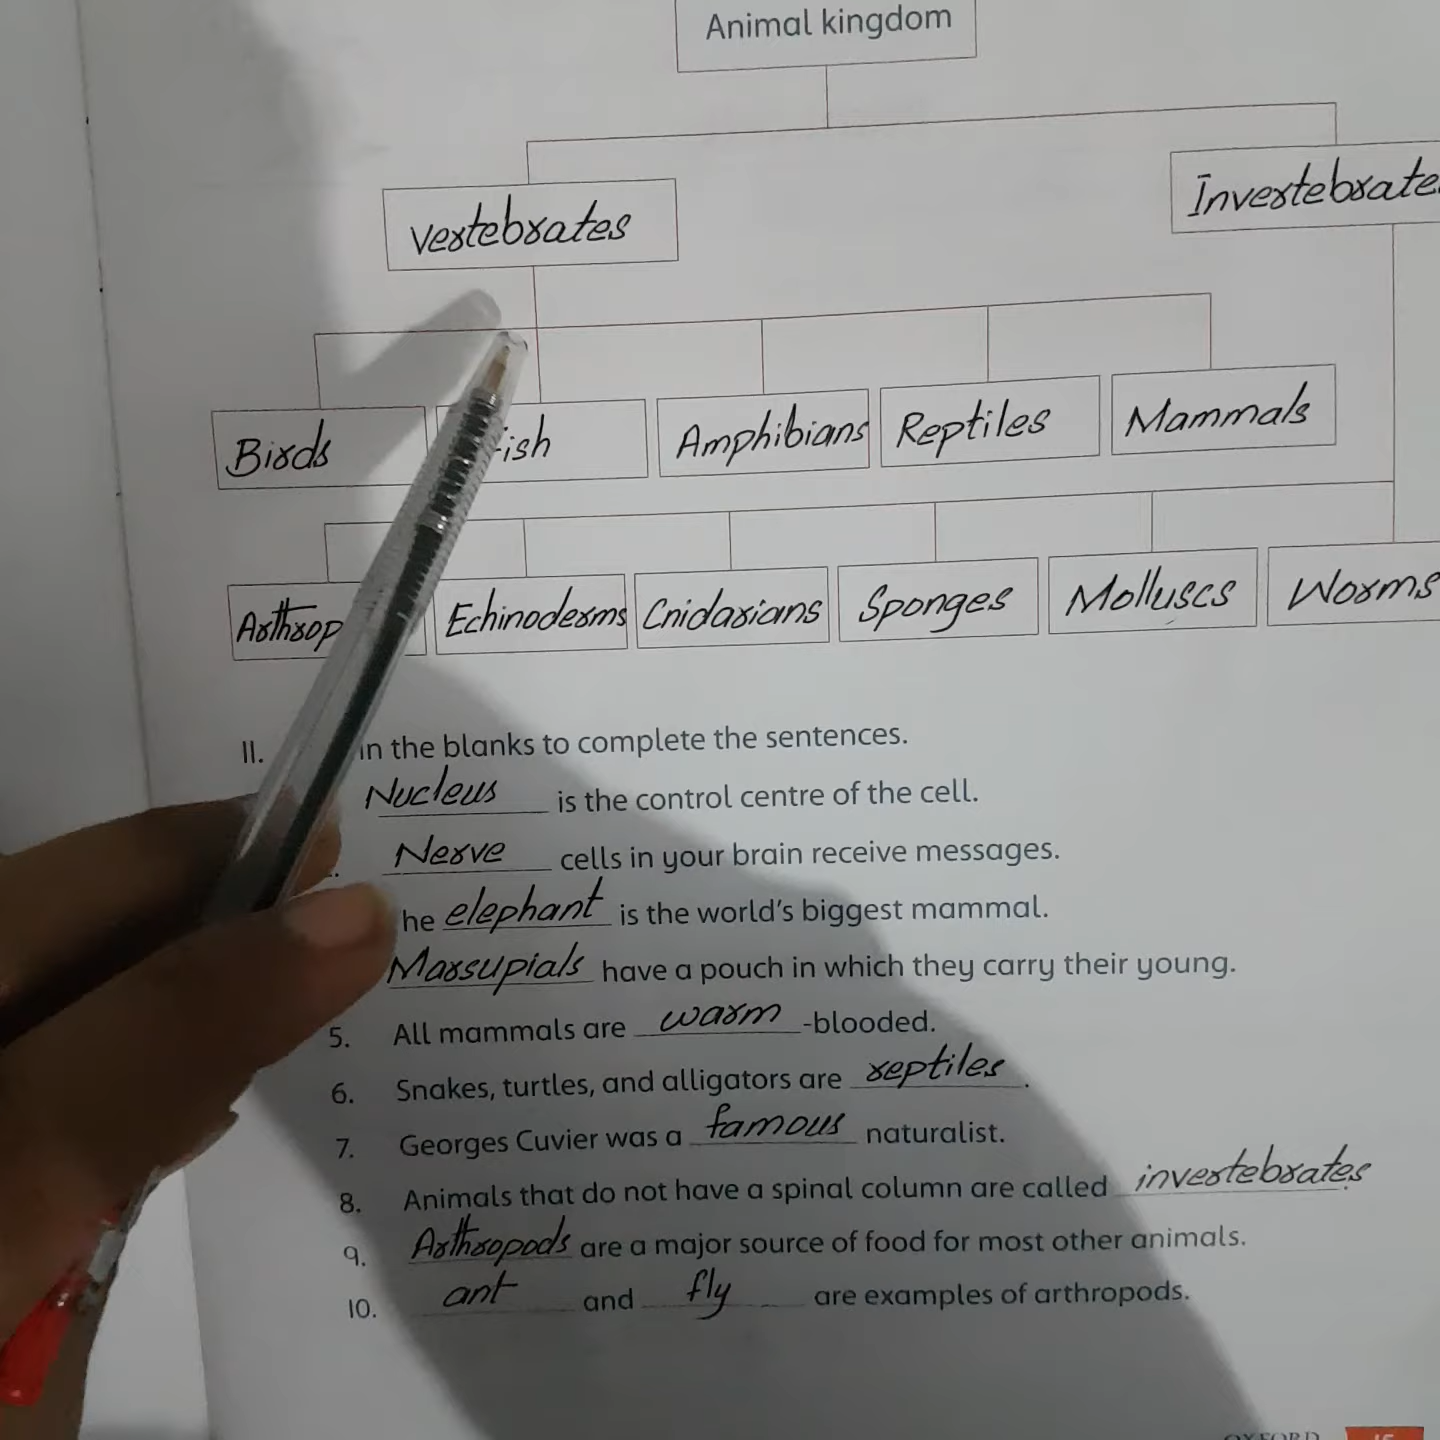 Animal kingdom
Vertebrates
Invertebrate
Birds
ish
Amphibians
Reptiles
Mammals
Arthrop
Echinoderms
Cnidarians
Sponges
Molluscs
Worms
II. in the blanks to complete the sentences.
Nucleus is the control centre of the cell.
Nerve cells in your brain receive messages.
he elephant is the world's biggest mammal.
Marsupials have a pouch in which they carry their young.
5. All mammals are warm -blooded.
6. Snakes, turtles, and alligators are reptiles.
7. Georges Cuvier was a famous naturalist.
8. Animals that do not have a spinal column are called invertebrates
9. Arthropods are a major source of food for most other animals.
10. ant and fly are examples of arthropods.
OXFORD